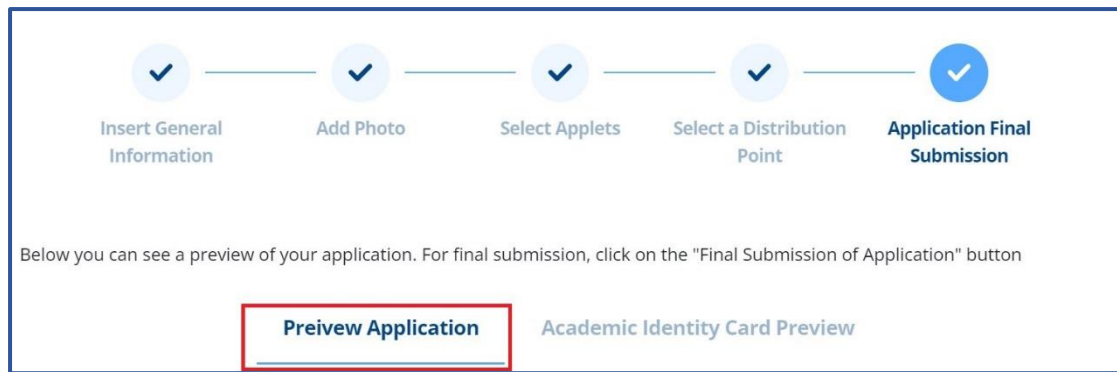 Insert General
Information
Add Photo
Select Applets
Select a Distribution
Point
Application Final
Submission
Below you can see a preview of your application. For final submission, click on the "Final Submission of Application" button
Preivew Application
Academic Identity Card Preview